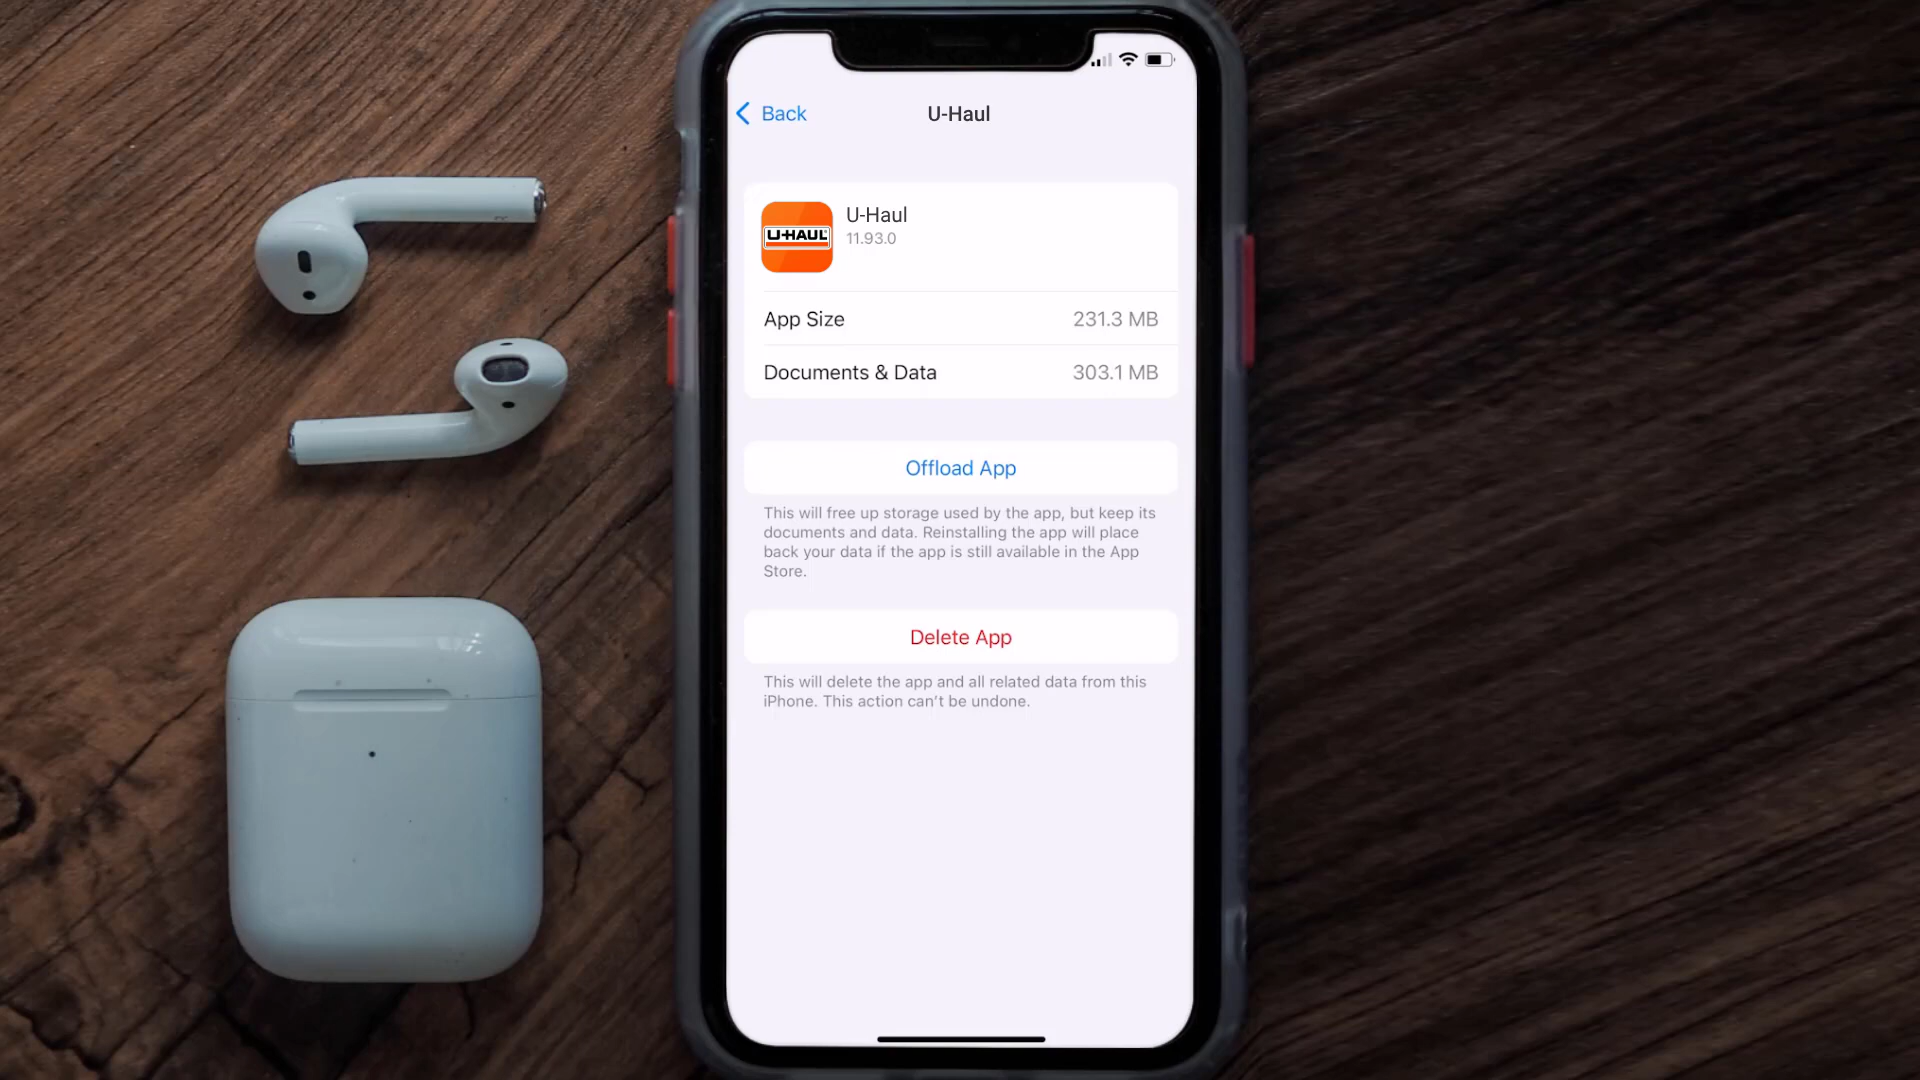 Back
U-Haul
U-HAUL
U-Haul
11.93.0
App Size
231.3 MB
Documents & Data
303.1 MB
Offload App
This will free up storage used by the app, but keep its
documents and data. Reinstalling the app will place
back your data if the app is still available in the App
Store.
Delete App
This will delete the app and all related data from this
iPhone. This action can't be undone.